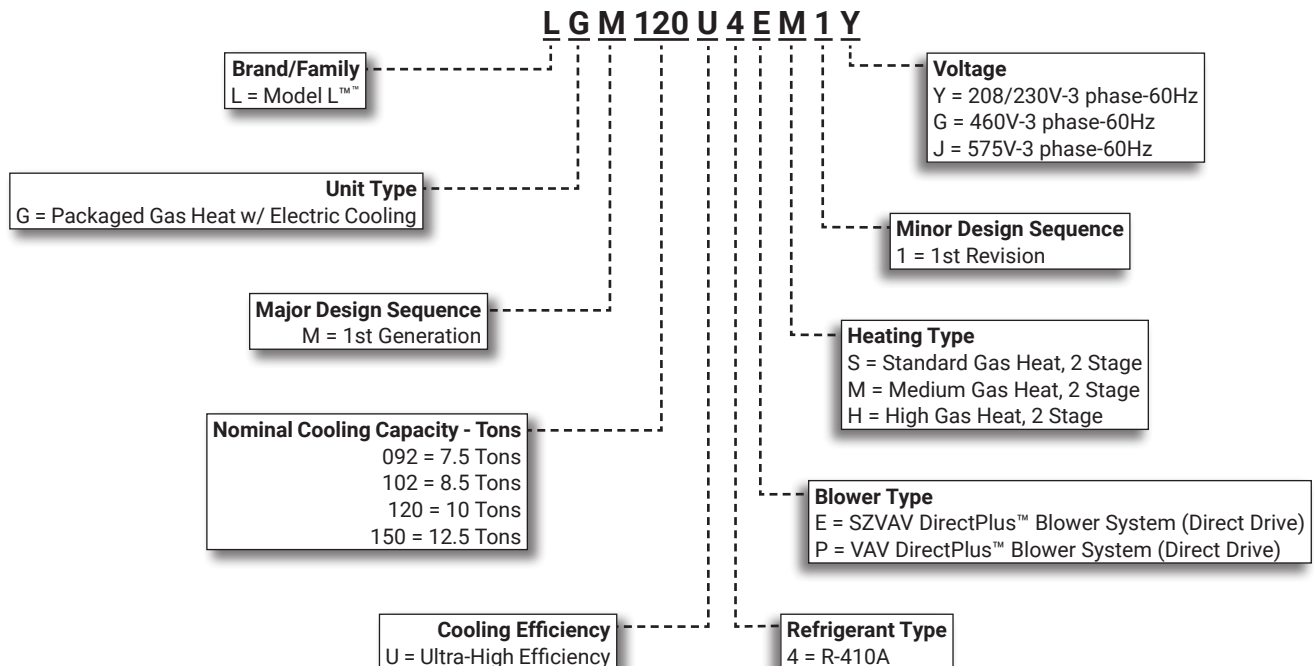 L G M 120 U 4 E M 1 Y
Brand/Family
L = Model L™™
Voltage
Y = 208/230V-3 phase-60Hz
G = 460V-3 phase-60Hz
J = 575V-3 phase-60Hz
Unit Type
G = Packaged Gas Heat w/ Electric Cooling
Minor Design Sequence
1 = 1st Revision
Major Design Sequence
M = 1st Generation
Heating Type
S = Standard Gas Heat, 2 Stage
M = Medium Gas Heat, 2 Stage
H = High Gas Heat, 2 Stage
Nominal Cooling Capacity - Tons
092 = 7.5 Tons
102 = 8.5 Tons
120 = 10 Tons
150 = 12.5 Tons
Blower Type
E = SZVAV DirectPlus™ Blower System (Direct Drive)
P = VAV DirectPlus™ Blower System (Direct Drive)
Cooling Efficiency
U = Ultra-High Efficiency
Refrigerant Type
4 = R-410A